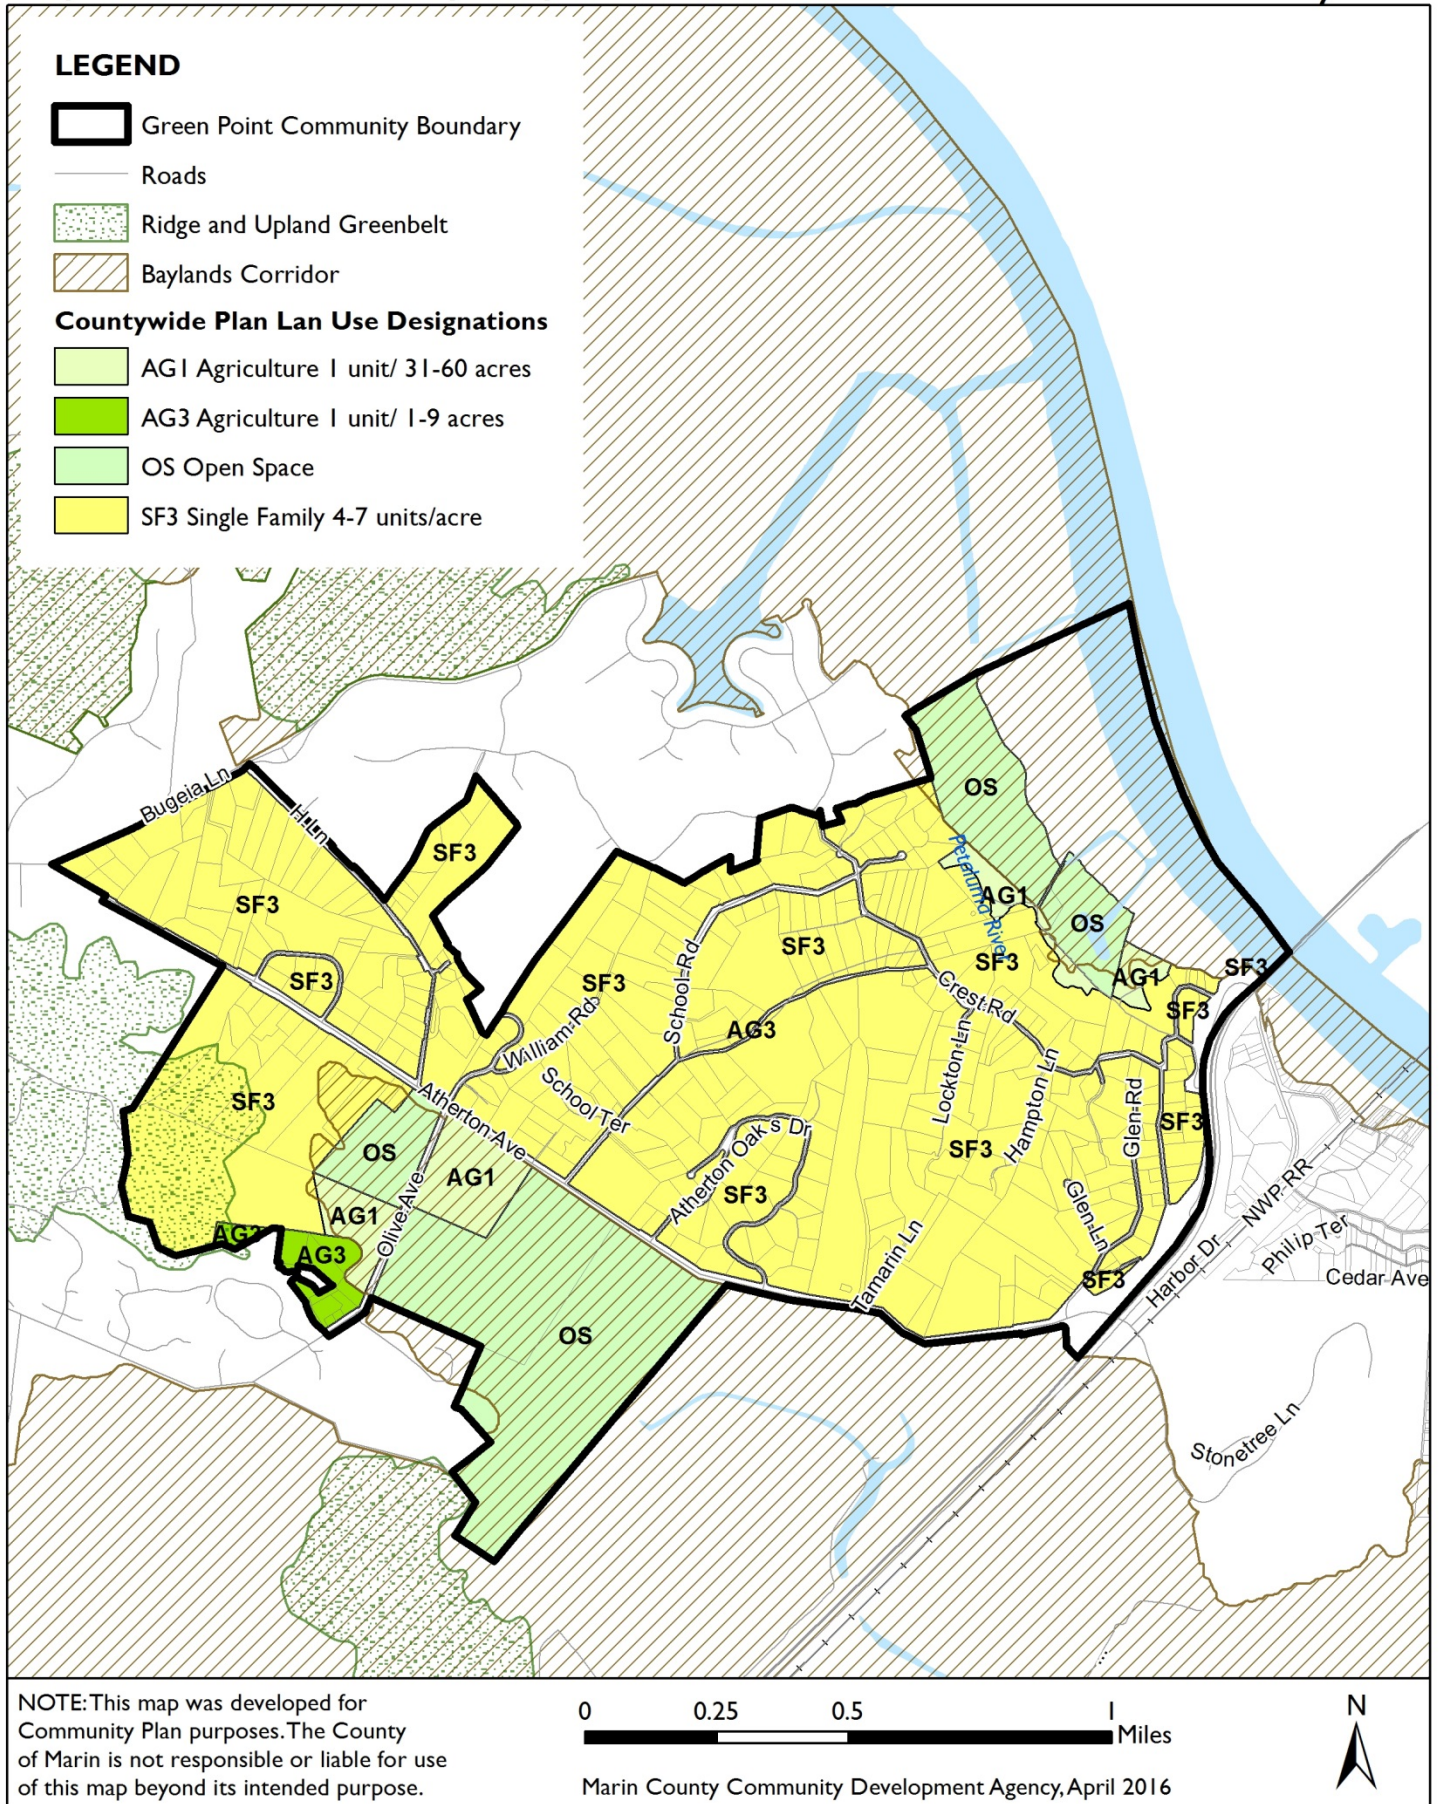 LEGEND
Green Point Community Boundary
Roads
Ridge and Upland Greenbelt
Baylands Corridor
Countywide Plan Lan Use Designations
AG1 Agriculture 1 unit/ 31-60 acres
AG3 Agriculture 1 unit/ 1-9 acres
OS Open Space
SF3 Single Family 4-7 units/acre
Bugeia Ln
H Ln
SF3
OS
Petaluma River
AG1
SF3
SF3
SF3
SF3
School Rd
SF3
OS
SF3
AG1
SF3
Crest Rd
SF3
AG3
William Rd
School Ter
Lockton Ln
Hampton Ln
Glen Rd
SF3
Atherton Ave
SF3
OS
AG1
Atherton Oaks Dr
SF3
SF3
Glen Ln
NWP RR
Philip Ter
AG1
Olive Ave
AG3
AG3
Tamarin Ln
SF3
Harbor Dr
Cedar Ave
OS
Stonetree Ln
NOTE: This map was developed for
Community Plan purposes. The County
of Marin is not responsible or liable for use
of this map beyond its intended purpose.
0 0.25 0.5 1
Miles
Marin County Community Development Agency, April 2016
N